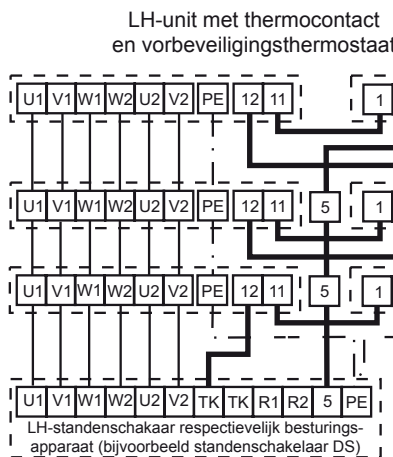 LH-unit met thermocontact
en vorbeveiligingsthermostaat
U1 V1 W1 W2 U2 V2 PE 12 11 1
U1 V1 W1 W2 U2 V2 PE 12 11 5 1
U1 V1 W1 W2 U2 V2 PE 12 11 5 1
U1 V1 W1 W2 U2 V2 TK TK R1 R2 5 PE
LH-standenschakaar respectievelijk besturings-
apparaat (bijvoorbeeld standenschakelaar DS)